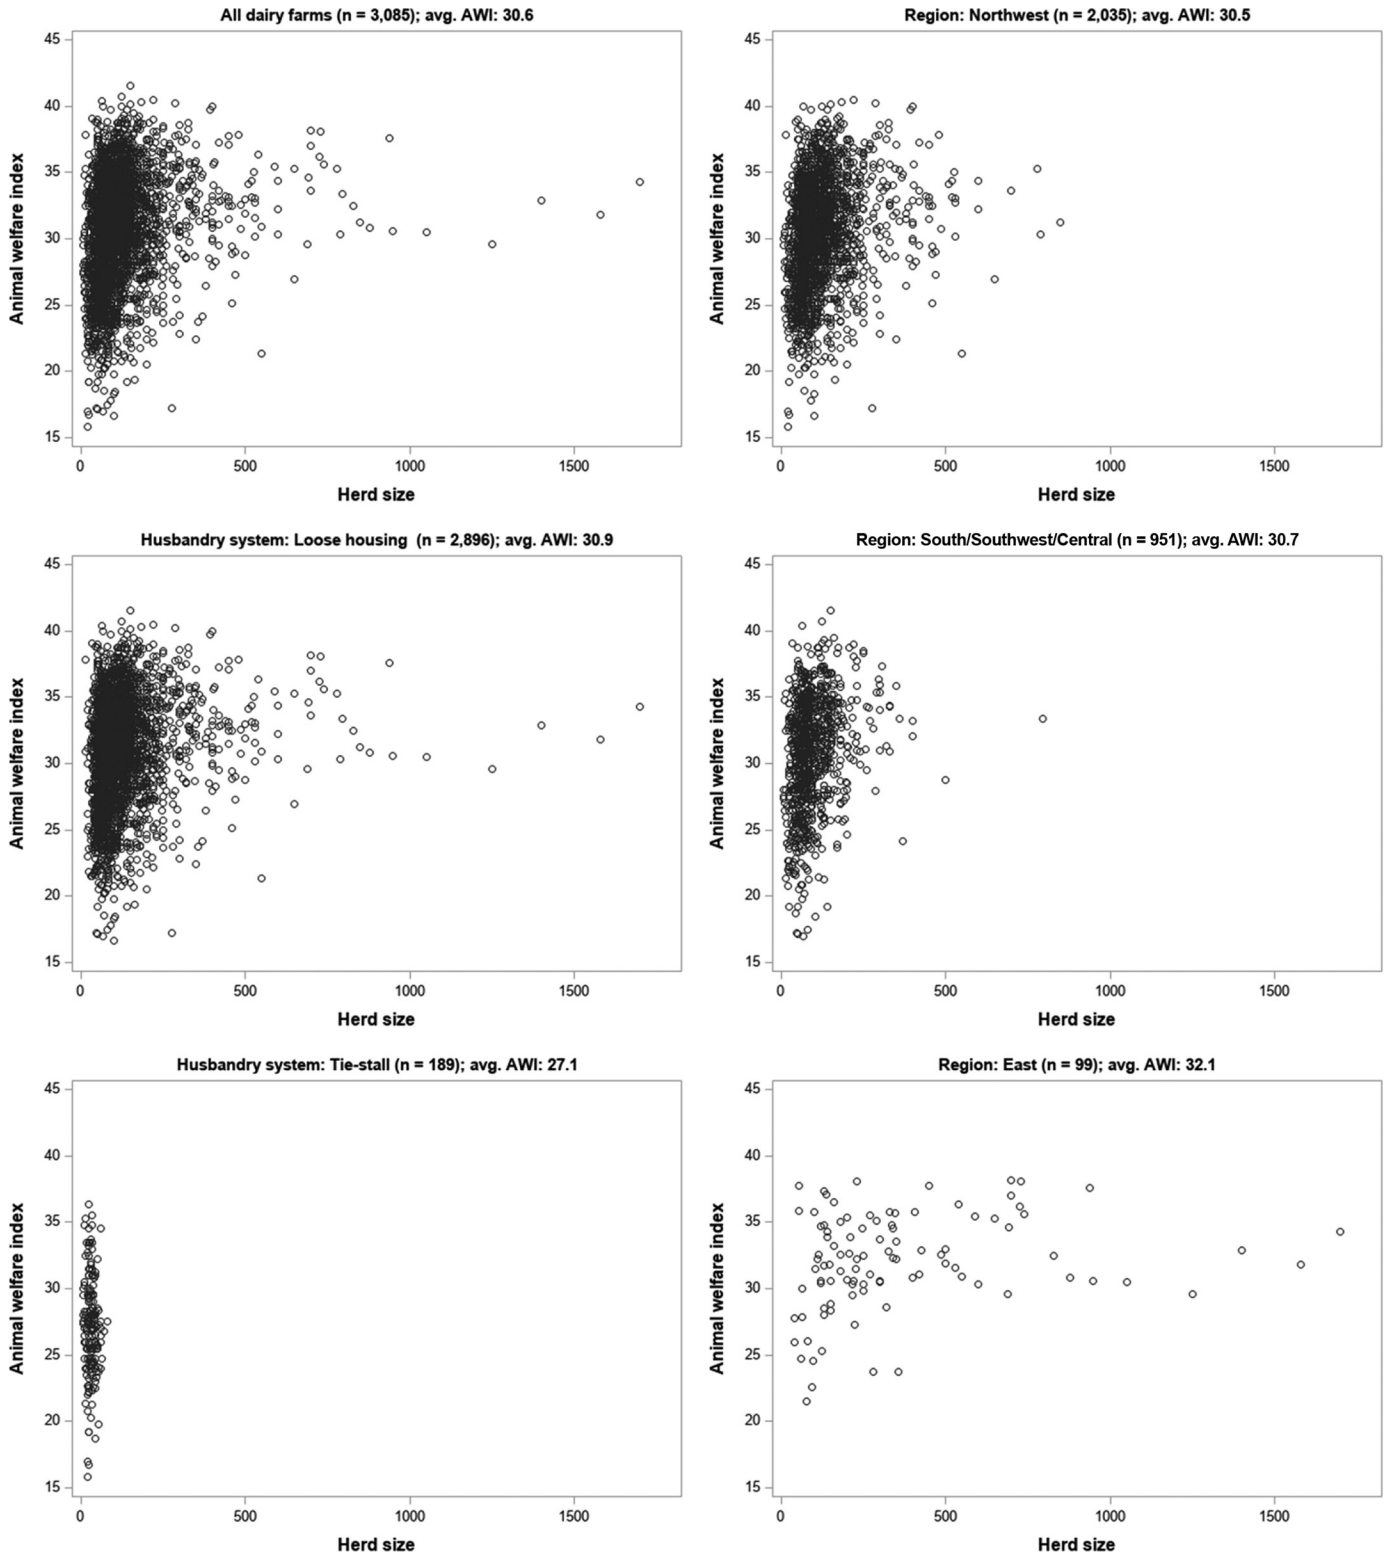 All dairy farms (n = 3,085); avg. AWI: 30.6
45
40
35
30
25
20
15
Animal welfare index
0 500 1000 1500
Herd size
Region: Northwest (n = 2,035); avg. AWI: 30.5
45
40
35
30
25
20
15
Animal welfare index
0 500 1000 1500
Herd size
Husbandry system: Loose housing (n = 2,896); avg. AWI: 30.9
45
40
35
30
25
20
15
Animal welfare index
0 500 1000 1500
Herd size
Region: South/Southwest/Central (n = 951); avg. AWI: 30.7
45
40
35
30
25
20
15
Animal welfare index
0 500 1000 1500
Herd size
Husbandry system: Tie-stall (n = 189); avg. AWI: 27.1
45
40
35
30
25
20
15
Animal welfare index
0 500 1000 1500
Herd size
Region: East (n = 99); avg. AWI: 32.1
45
40
35
30
25
20
15
Animal welfare index
0 500 1000 1500
Herd size